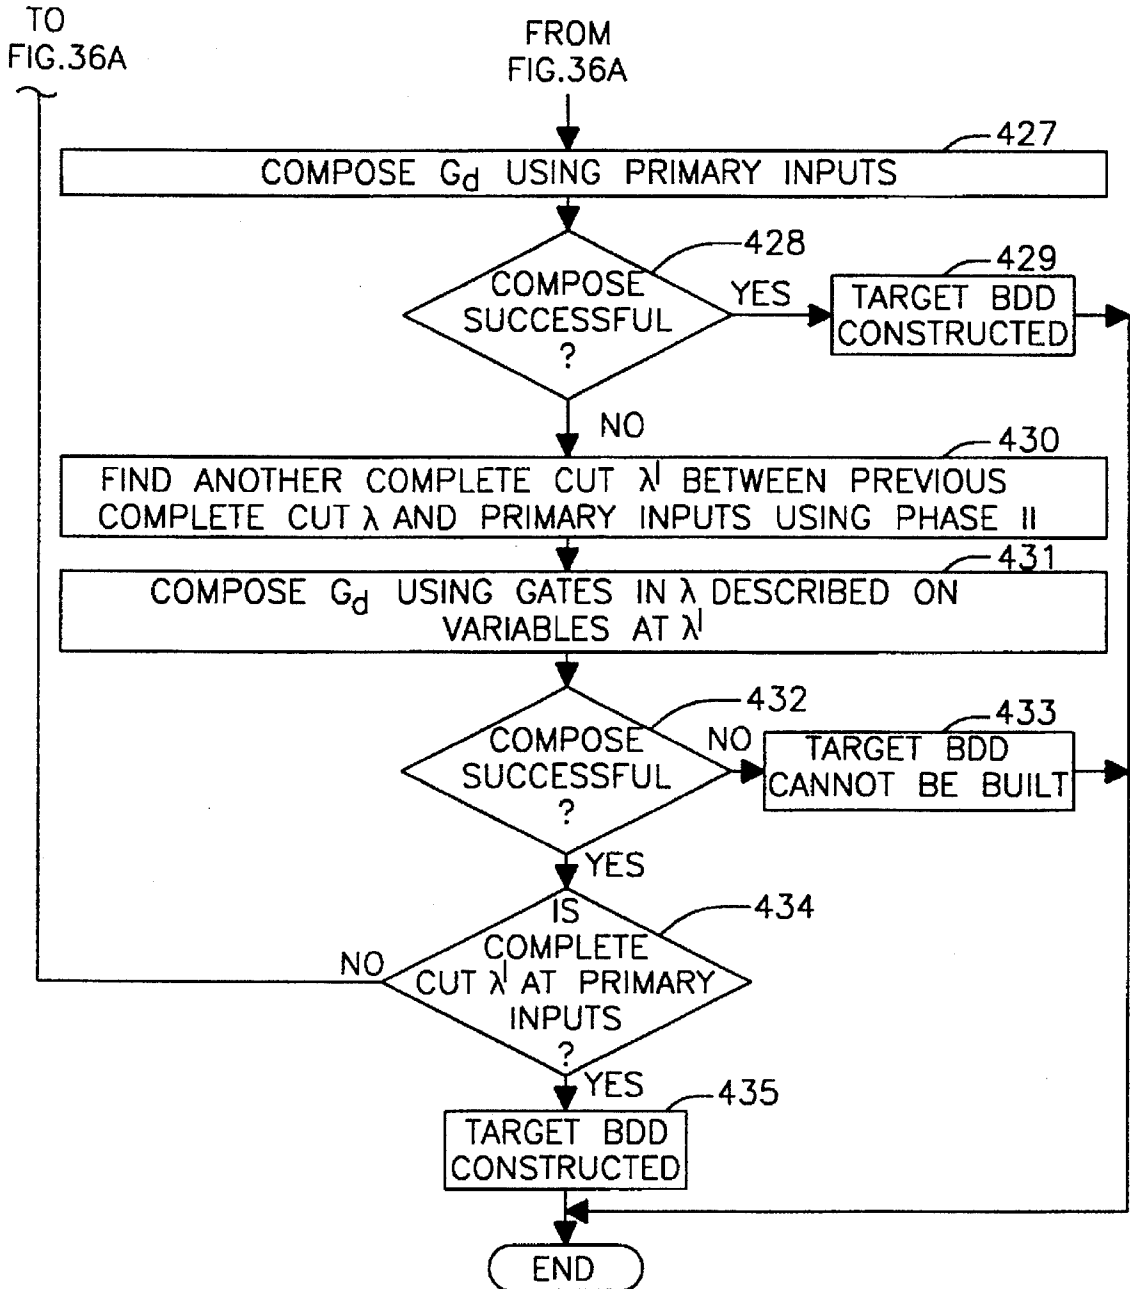 TO
FIG.36A
FROM
FIG.36A
427
COMPOSE Gd USING PRIMARY INPUTS
428
COMPOSE
SUCCESSFUL
?
YES
429
TARGET BDD
CONSTRUCTED
NO
430
FIND ANOTHER COMPLETE CUT λ' BETWEEN PREVIOUS
COMPLETE CUT λ AND PRIMARY INPUTS USING PHASE II
431
COMPOSE Gd USING GATES IN λ DESCRIBED ON
VARIABLES AT λ'
432
COMPOSE
SUCCESSFUL
?
NO
433
TARGET BDD
CANNOT BE BUILT
YES
434
IS
COMPLETE
CUT λ' AT PRIMARY
INPUTS
?
NO
YES
435
TARGET BDD
CONSTRUCTED
END